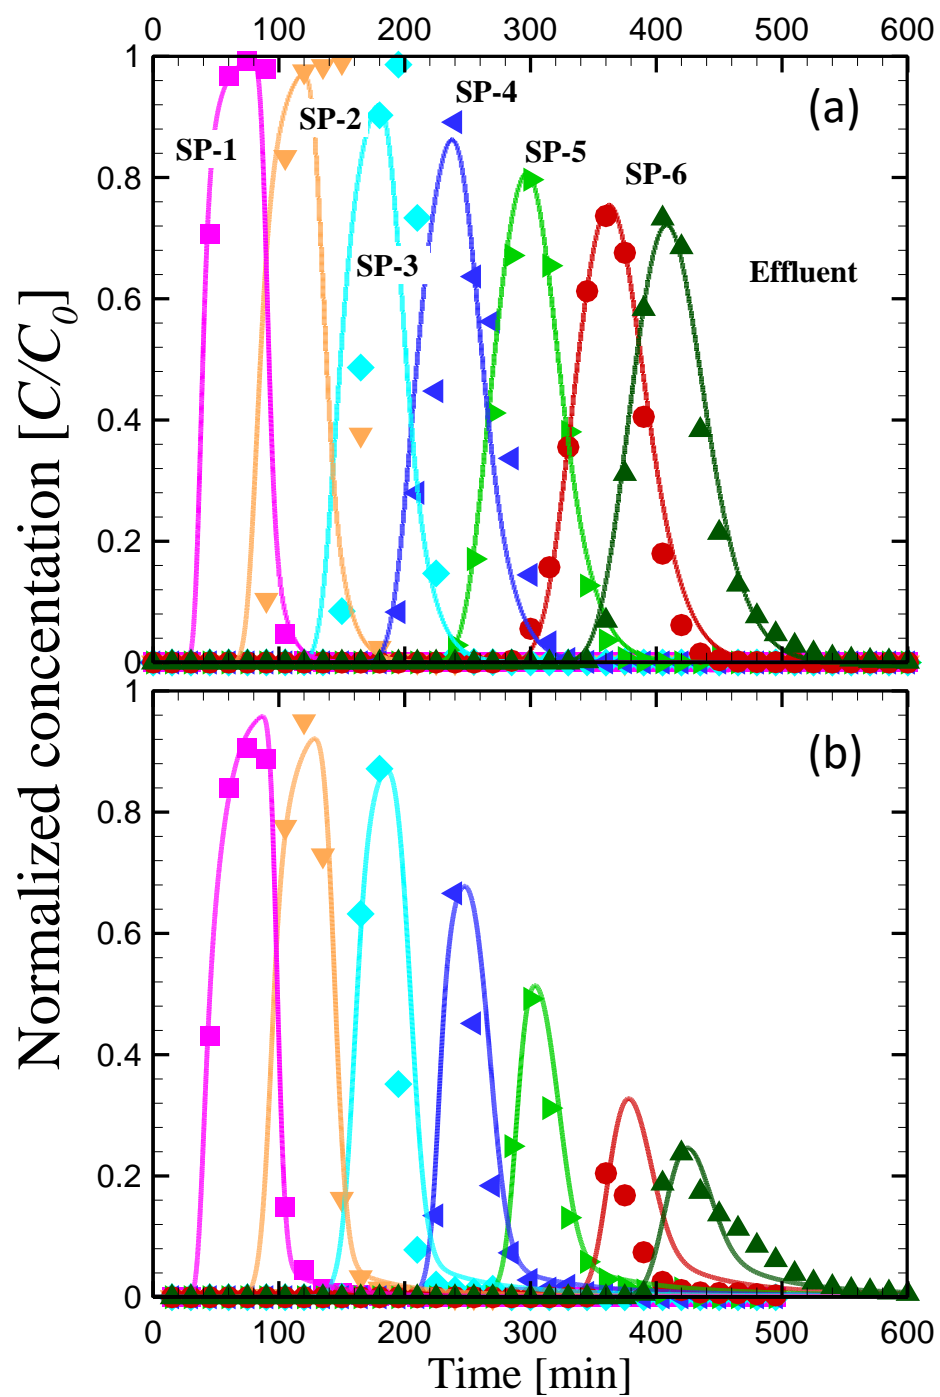 0 100 200 300 400 500 600
1
0.8
0.6
0.4
0.2
0
(a)
SP-1
SP-2
SP-3
SP-4
SP-5
SP-6
Effluent
Normalized concentration [C/C0]
1
0.8
0.6
0.4
0.2
0
(b)
0 100 200 300 400 500 600
Time [min]